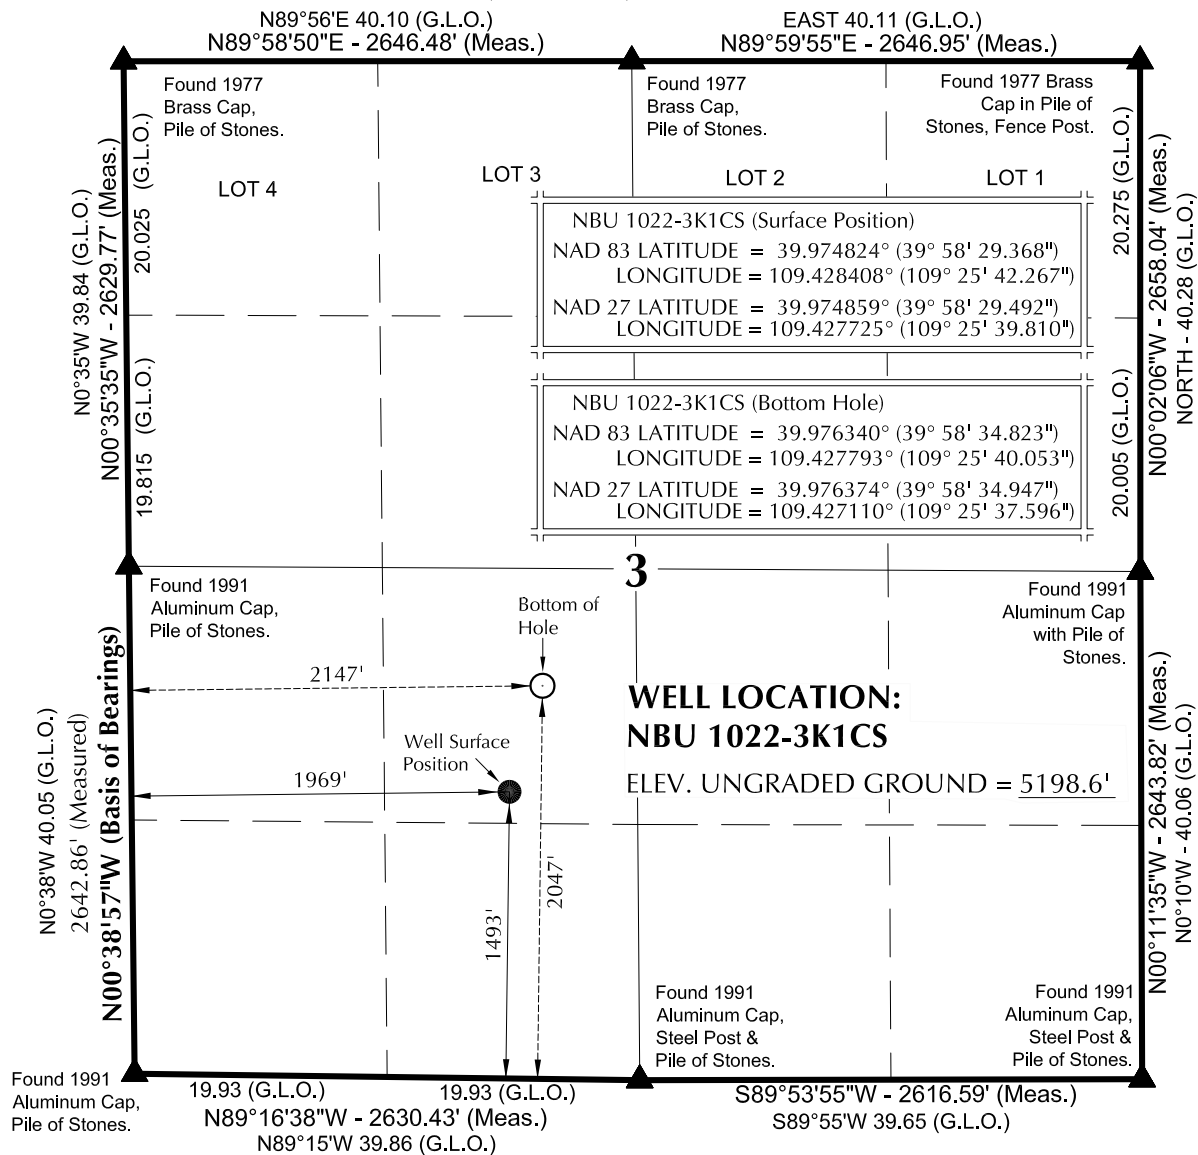 N89°56'E 40.10 (G.L.O.)
N89°58'50"E - 2646.48' (Meas.)
EAST 40.11 (G.L.O.)
N89°59'55"E - 2646.95' (Meas.)
Found 1977
Brass Cap,
Pile of Stones.
Found 1977
Brass Cap,
Pile of Stones.
Found 1977 Brass
Cap in Pile of
Stones, Fence Post.
LOT 4
LOT 3
LOT 2
LOT 1
N0°35'W 39.84 (G.L.O.)
N00°35'35"W - 2629.77' (Meas.)
20.025 (G.L.O.)
19.815 (G.L.O.)
20.275 (G.L.O.)
20.005 (G.L.O.)
N00°02'06"W - 2658.04' (Meas.)
NORTH - 40.28 (G.L.O.)
NBU 1022-3K1CS (Surface Position)
NAD 83 LATITUDE = 39.974824° (39° 58' 29.368")
LONGITUDE = 109.428408° (109° 25' 42.267")
NAD 27 LATITUDE = 39.974859° (39° 58' 29.492")
LONGITUDE = 109.427725° (109° 25' 39.810")
NBU 1022-3K1CS (Bottom Hole)
NAD 83 LATITUDE = 39.976340° (39° 58' 34.823")
LONGITUDE = 109.427793° (109° 25' 40.053")
NAD 27 LATITUDE = 39.976374° (39° 58' 34.947")
LONGITUDE = 109.427110° (109° 25' 37.596")
3
Found 1991
Aluminum Cap,
Pile of Stones.
Found 1991
Aluminum Cap
with Pile of
Stones.
Bottom of
Hole
2147'
WELL LOCATION:
NBU 1022-3K1CS
ELEV. UNGRADED GROUND = 5198.6'
Well Surface
Position
1969'
1493'
2047'
N0°38'W 40.05 (G.L.O.)
2642.86' (Measured)
N00°38'57"W (Basis of Bearings)
N00°11'35"W - 2643.82' (Meas.)
N0°10'W - 40.06 (G.L.O.)
Found 1991
Aluminum Cap,
Steel Post &
Pile of Stones.
Found 1991
Aluminum Cap,
Steel Post &
Pile of Stones.
Found 1991
Aluminum Cap,
Pile of Stones.
19.93 (G.L.O.)
19.93 (G.L.O.)
N89°16'38"W - 2630.43' (Meas.)
N89°15'W 39.86 (G.L.O.)
S89°53'55"W - 2616.59' (Meas.)
S89°55'W 39.65 (G.L.O.)